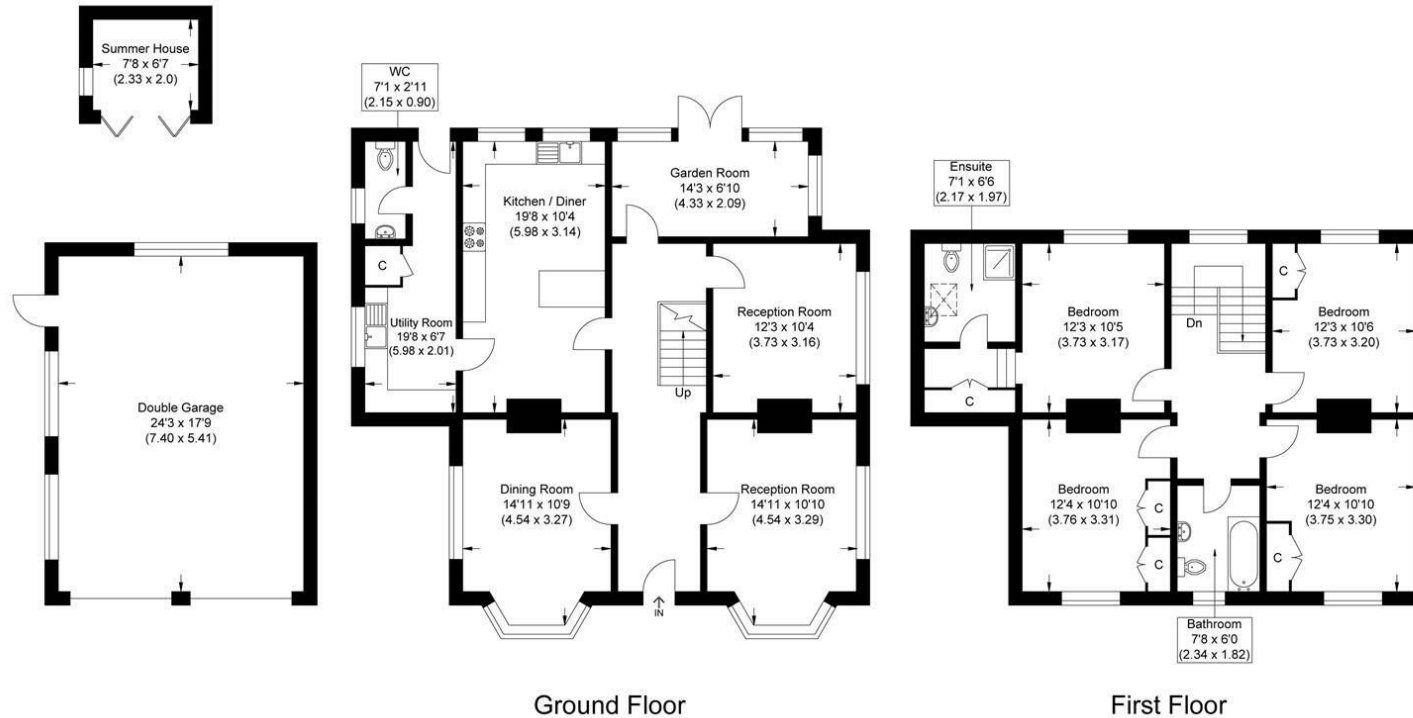 Summer House
7'8 x 6'7
(2.33 x 2.0)
WC
7'1 x 2'11
(2.15 x 0.90)
Kitchen / Diner
19'8 x 10'4
(5.98 x 3.14)
Garden Room
14'3 x 6'10
(4.33 x 2.09)
C
Utility Room
19'8 x 6'7
(5.98 x 2.01)
Reception Room
12'3 x 10'4
(3.73 x 3.16)
Up
Double Garage
24'3 x 17'9
(7.40 x 5.41)
Dining Room
14'11 x 10'9
(4.54 x 3.27)
Reception Room
14'11 x 10'10
(4.54 x 3.29)
IN
Ground Floor
Ensuite
7'1 x 6'6
(2.17 x 1.97)
C
Bedroom
12'3 x 10'5
(3.73 x 3.17)
Dn
C
Bedroom
12'3 x 10'6
(3.73 x 3.20)
Bedroom
12'4 x 10'10
(3.76 x 3.31)
C
C
C
Bedroom
12'4 x 10'10
(3.75 x 3.30)
Bathroom
7'8 x 6'0
(2.34 x 1.82)
First Floor